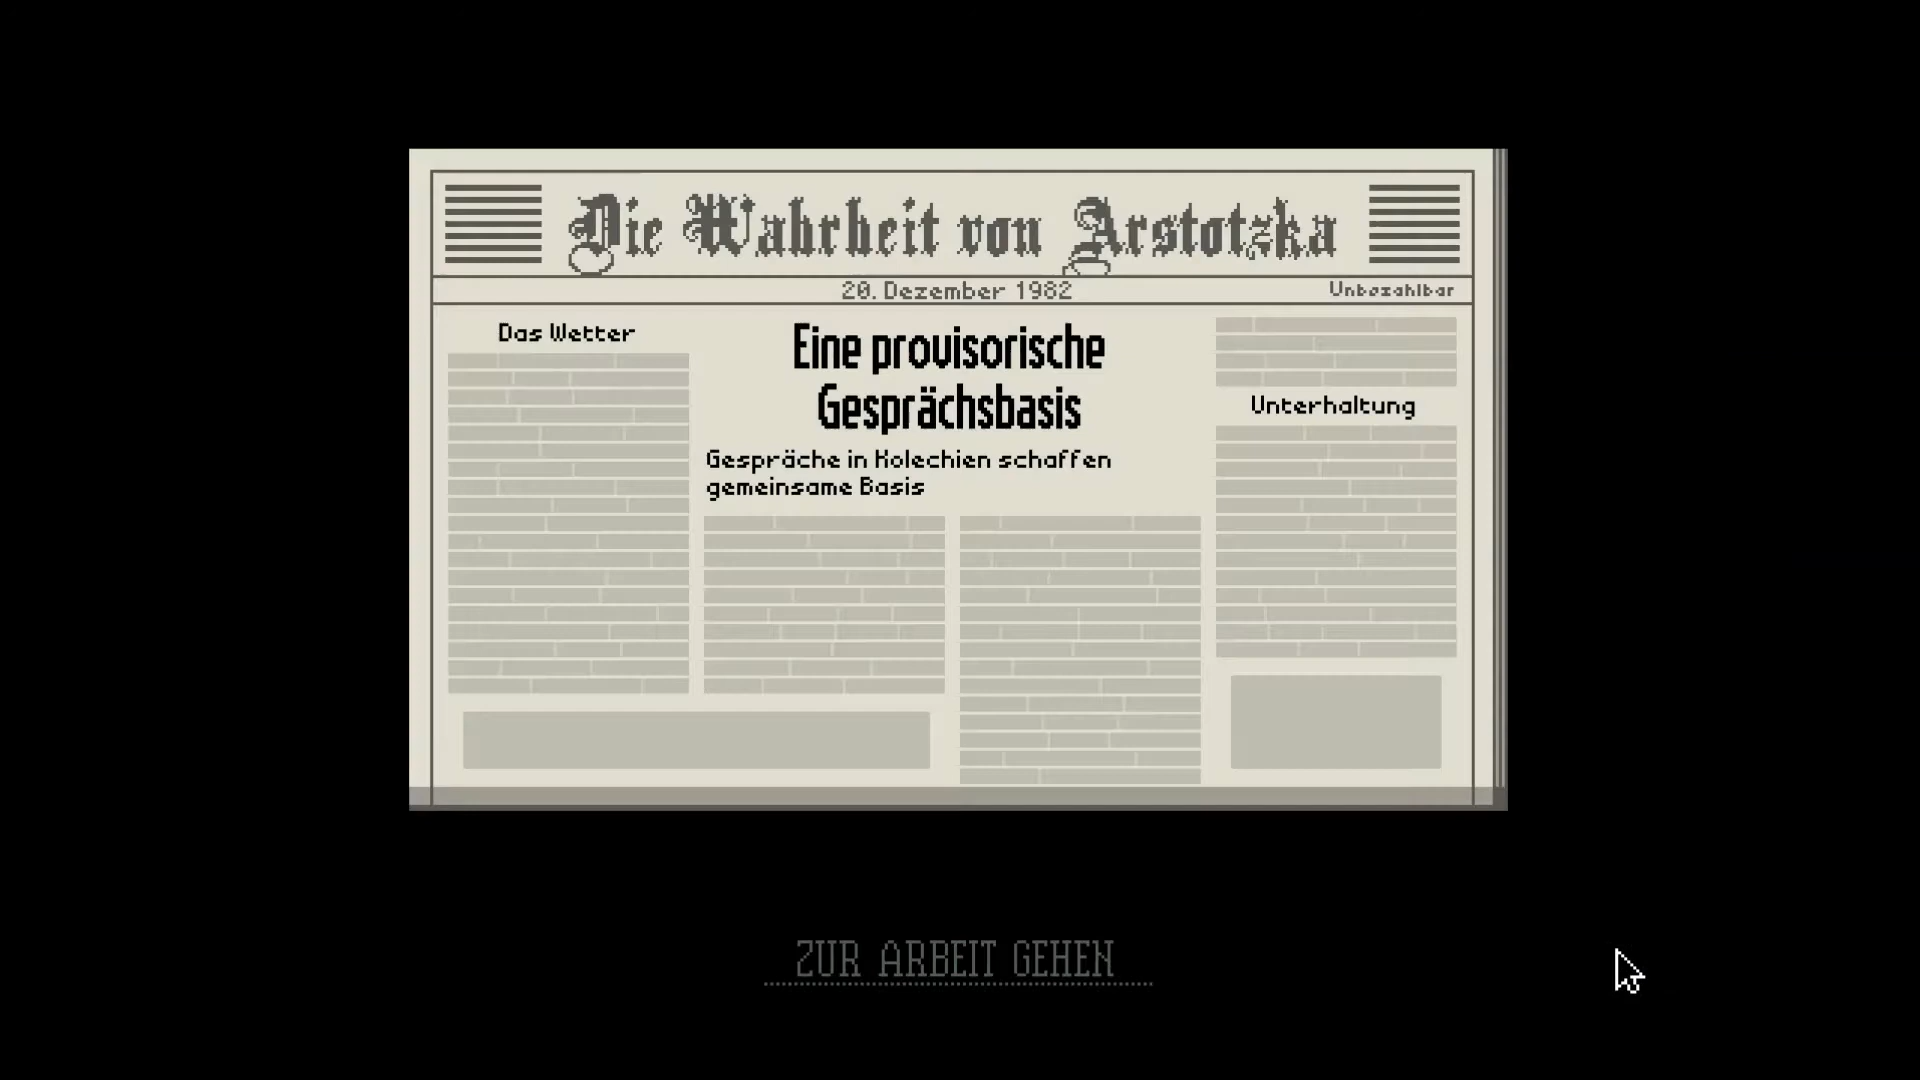 Die Wahrheit von Arstotzka
20. Dezember 1982
Unbezahlbar
Das Wetter
Eine provisorische
Gesprächsbasis
Gespräche in Kolechien schaffen
gemeinsame Basis
Unterhaltung
ZUR ARBEIT GEHEN